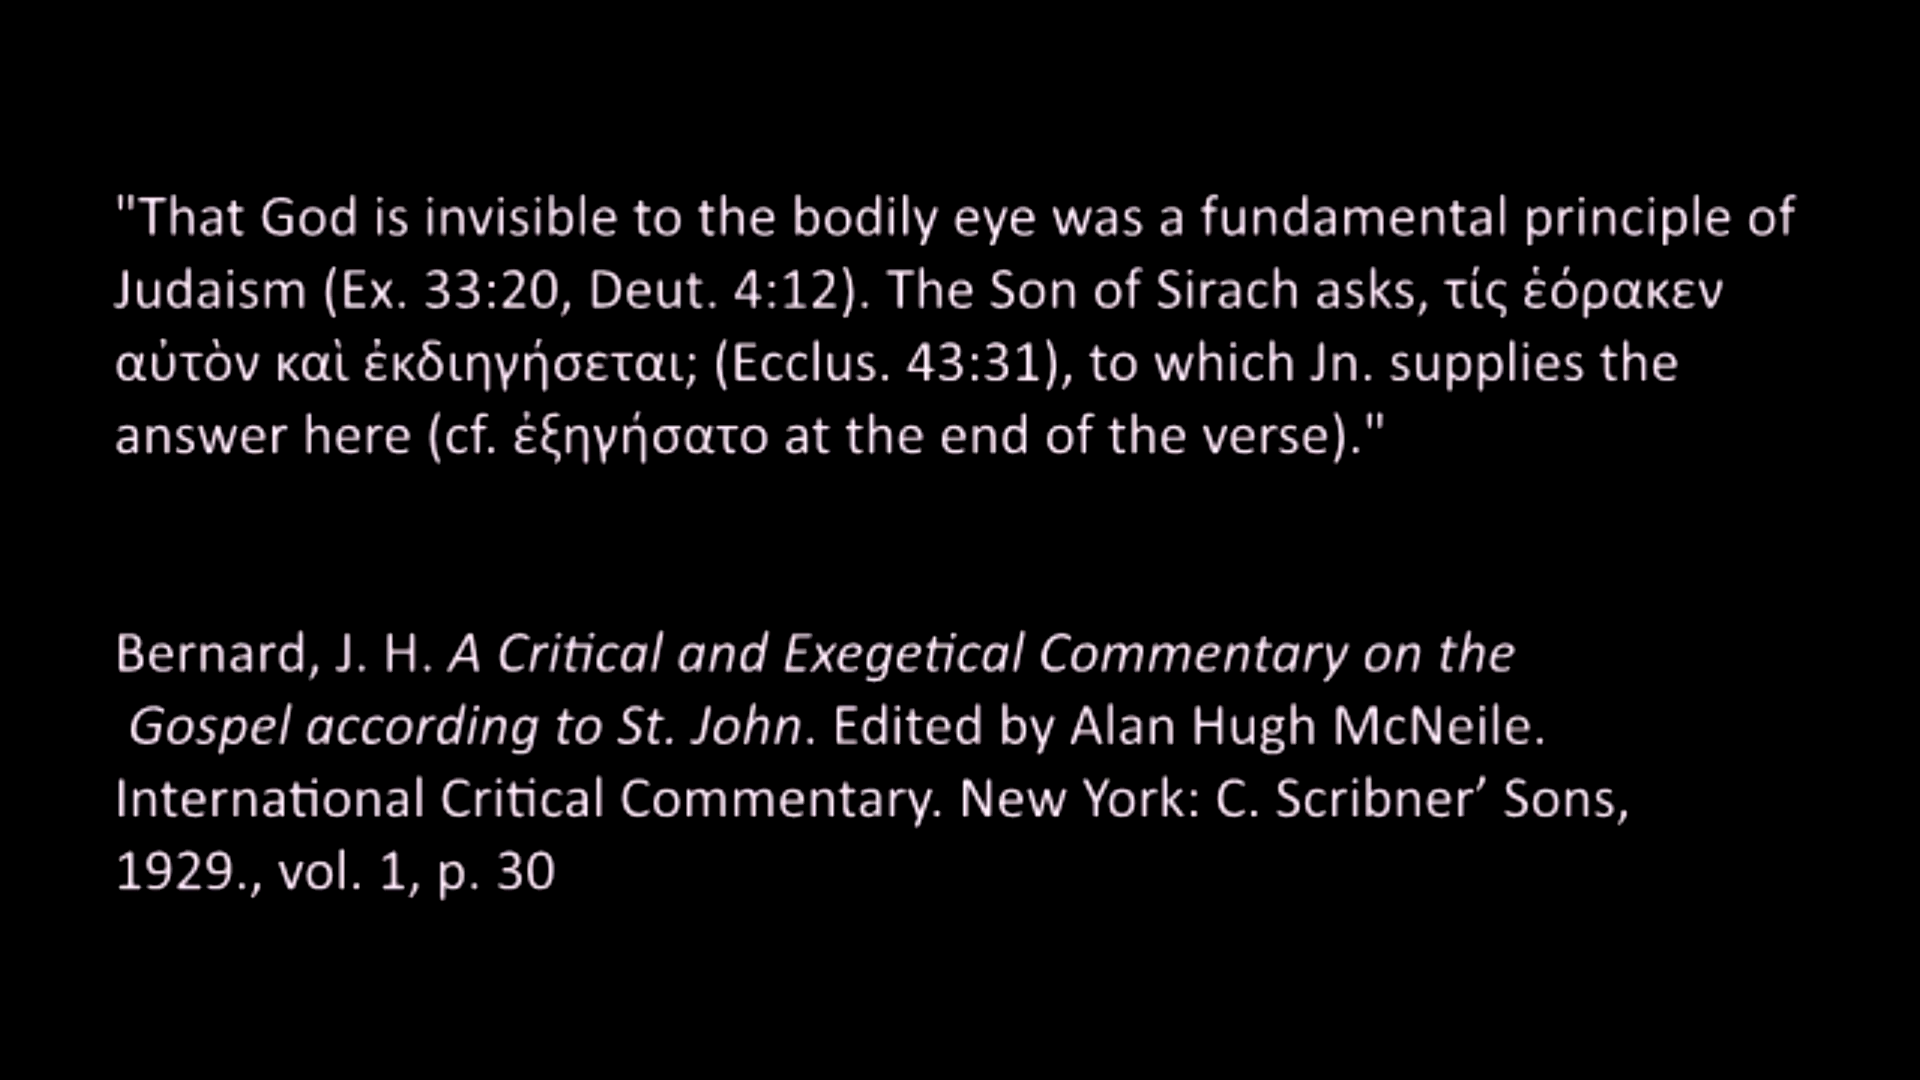 "That God is invisible to the bodily eye was a fundamental principle of
Judaism (Ex. 33:20, Deut. 4:12). The Son of Sirach asks, τίς ἑόρακεν
αὐτὸν καὶ ἐκδιηγήσεται; (Ecclus. 43:31), to which Jn. supplies the
answer here (cf. ἐξηγήσατο at the end of the verse)."
Bernard, J. H. A Critical and Exegetical Commentary on the
Gospel according to St. John. Edited by Alan Hugh McNeile.
International Critical Commentary. New York: C. Scribner’ Sons,
1929., vol. 1, p. 30